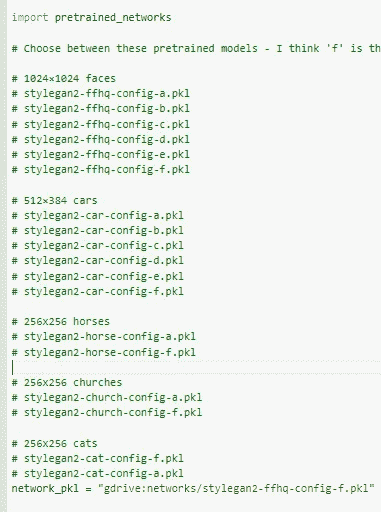 import pretrained_networks
# Choose between these pretrained models - I think 'f' is th
# 1024×1024 faces
# stylegan2-ffhq-config-a.pkl
# stylegan2-ffhq-config-b.pkl
# stylegan2-ffhq-config-c.pkl
# stylegan2-ffhq-config-d.pkl
# stylegan2-ffhq-config-e.pkl
# stylegan2-ffhq-config-f.pkl
# 512×384 cars
# stylegan2-car-config-a.pkl
# stylegan2-car-config-b.pkl
# stylegan2-car-config-c.pkl
# stylegan2-car-config-d.pkl
# stylegan2-car-config-e.pkl
# stylegan2-car-config-f.pkl
# 256x256 horses
# stylegan2-horse-config-a.pkl
# stylegan2-horse-config-f.pkl
# 256x256 churches
# stylegan2-church-config-a.pkl
# stylegan2-church-config-f.pkl
# 256x256 cats
# stylegan2-cat-config-f.pkl
# stylegan2-cat-config-a.pkl
network_pkl = "gdrive:networks/stylegan2-ffhq-config-f.pkl"